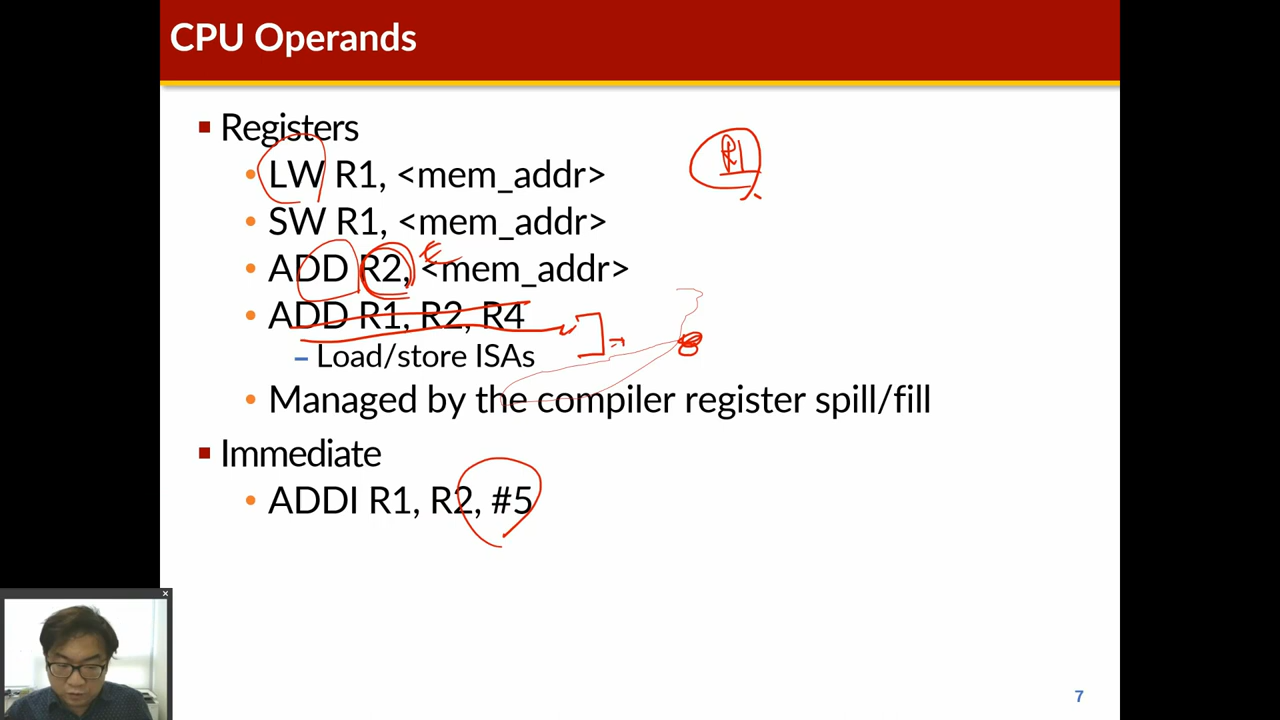 CPU Operands
Registers
LW R1, <mem_addr>
R1
SW R1, <mem_addr>
ADD R2, <mem_addr>
ADD R1, R2, R4
– Load/store ISAs
Managed by the compiler register spill/fill
Immediate
ADDI R1, R2, #5
7